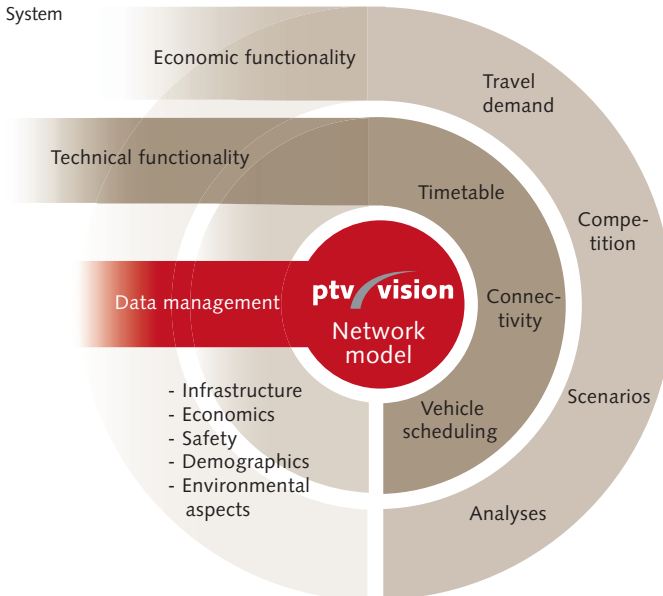 System
Economic functionality
Travel
demand
Technical functionality
Timetable
Compe-
tition
Data management
ptv vision
Network
model
Connec-
tivity
- Infrastructure
- Economics
- Safety
- Demographics
- Environmental
aspects
Vehicle
scheduling
Scenarios
Analyses